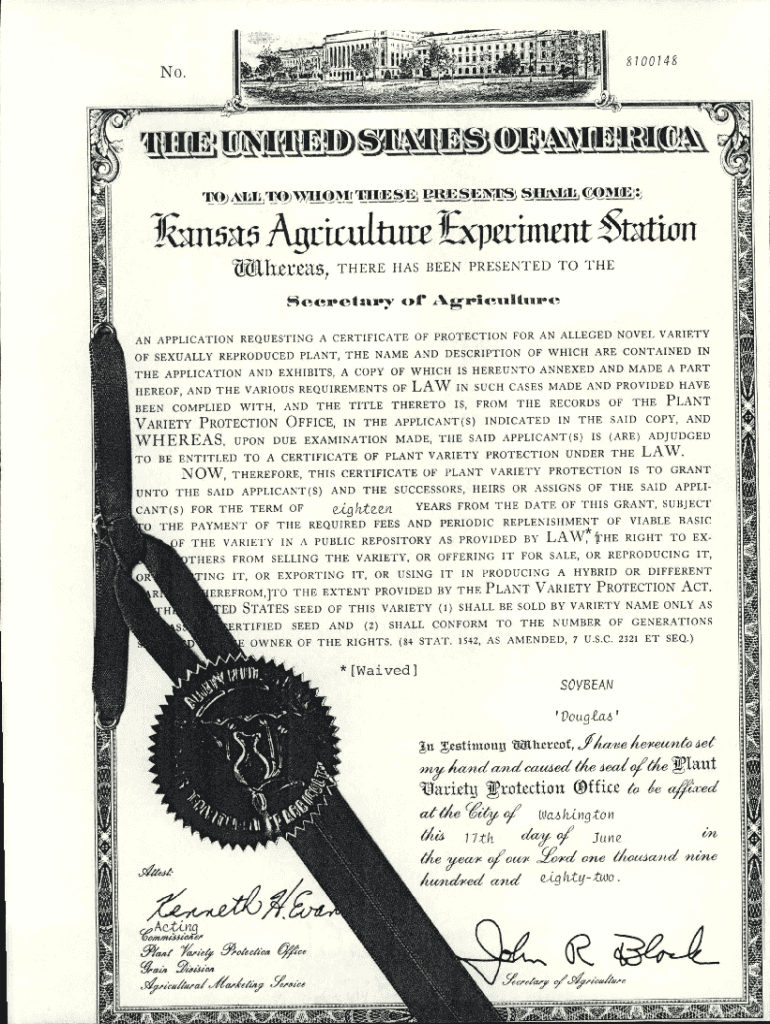 No.
8100148
THE UNITED STATES OF AMERICA
TO ALL TO WHOM THESE PRESENTS SHALL COME:
Kansas Agriculture Experiment Station
Whereas, THERE HAS BEEN PRESENTED TO THE
Secretary of Agriculture
AN APPLICATION REQUESTING A CERTIFICATE OF PROTECTION FOR AN ALLEGED NOVEL VARIETY
OF SEXUALLY REPRODUCED PLANT, THE NAME AND DESCRIPTION OF WHICH ARE CONTAINED IN
THE APPLICATION AND EXHIBITS, A COPY OF WHICH IS HEREUNTO ANNEXED AND MADE A PART
HEREOF, AND THE VARIOUS REQUIREMENTS OF LAW IN SUCH CASES MADE AND PROVIDED HAVE
BEEN COMPLIED WITH, AND THE TITLE THERETO IS, FROM THE RECORDS OF THE PLANT
VARIETY PROTECTION OFFICE, IN THE APPLICANT(S) INDICATED IN THE SAID COPY, AND
WHEREAS, UPON DUE EXAMINATION MADE, THE SAID APPLICANT(S) IS (ARE) ADJUDGED
TO BE ENTITLED TO A CERTIFICATE OF PLANT VARIETY PROTECTION UNDER THE LAW.
NOW, THEREFORE, THIS CERTIFICATE OF PLANT VARIETY PROTECTION IS TO GRANT
UNTO THE SAID APPLICANT(S) AND THE SUCCESSORS, HEIRS OR ASSIGNS OF THE SAID APPLI-
CANT(S) FOR THE TERM OF eighteen YEARS FROM THE DATE OF THIS GRANT, SUBJECT
TO THE PAYMENT OF THE REQUIRED FEES AND PERIODIC REPLENISHMENT OF VIABLE BASIC
OF THE VARIETY IN A PUBLIC REPOSITORY AS PROVIDED BY LAW,* [THE RIGHT TO EX-
OTHERS FROM SELLING THE VARIETY, OR OFFERING IT FOR SALE, OR REPRODUCING IT,
OR TING IT, OR EXPORTING IT, OR USING IT IN PRODUCING A HYBRID OR DIFFERENT
HEREFROM,] TO THE EXTENT PROVIDED BY THE PLANT VARIETY PROTECTION ACT.
TED STATES SEED OF THIS VARIETY (1) SHALL BE SOLD BY VARIETY NAME ONLY AS
ERTIFIED SEED AND (2) SHALL CONFORM TO THE NUMBER OF GENERATIONS
E OWNER OF THE RIGHTS. (84 STAT. 1542, AS AMENDED, 7 U.S.C. 2321 ET SEQ.)
*[Waived]
SOYBEAN
'Douglas'
In Testimony Whereof, I have hereunto set
my hand and caused the seal of the Plant
Variety Protection Office to be affixed
at the City of Washington
this 17th day of June in
the year of our Lord one thousand nine
hundred and eighty-two.
Attest:
Kenneth H. Evan
Acting
Commissioner
Plant Variety Protection Office
Grain Division
Agricultural Marketing Service
John R Block
Secretary of Agriculture